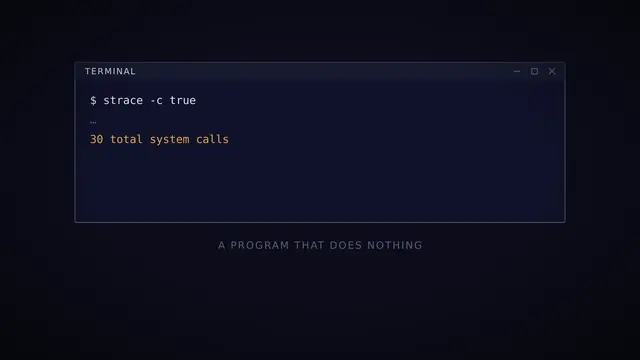 TERMINAL
$ strace -c true
…
30 total system calls
A PROGRAM THAT DOES NOTHING